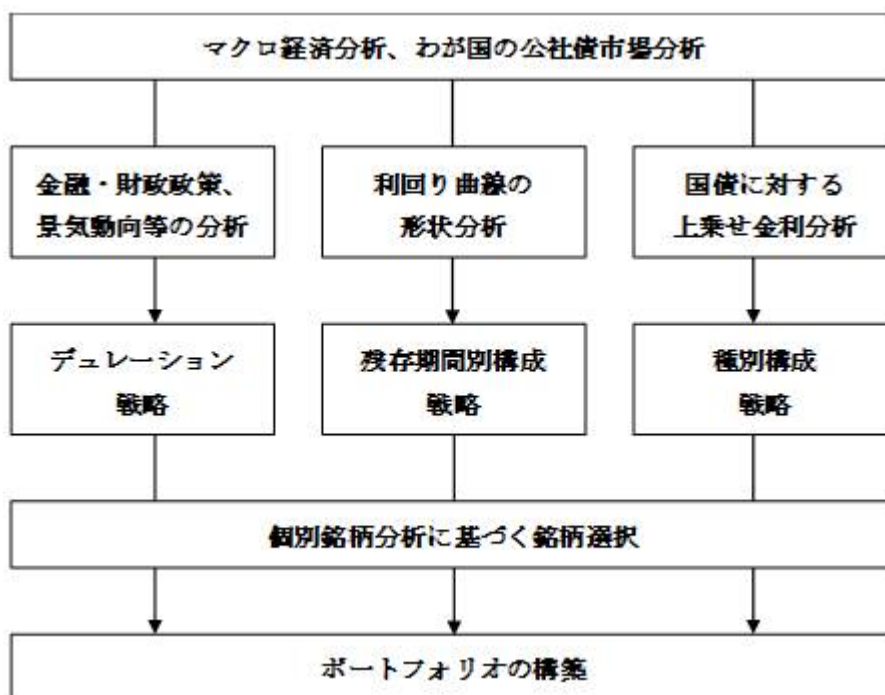 マクロ経済分析、わが国の公社債市場分析
金融・財政政策、
景気動向等の分析
利回り曲線の
形状分析
国債に対する
上乗せ金利分析
デュレーション
戦略
残存期間別構成
戦略
種別構成
戦略
個別銘柄分析に基づく銘柄選択
ポートフォリオの構築